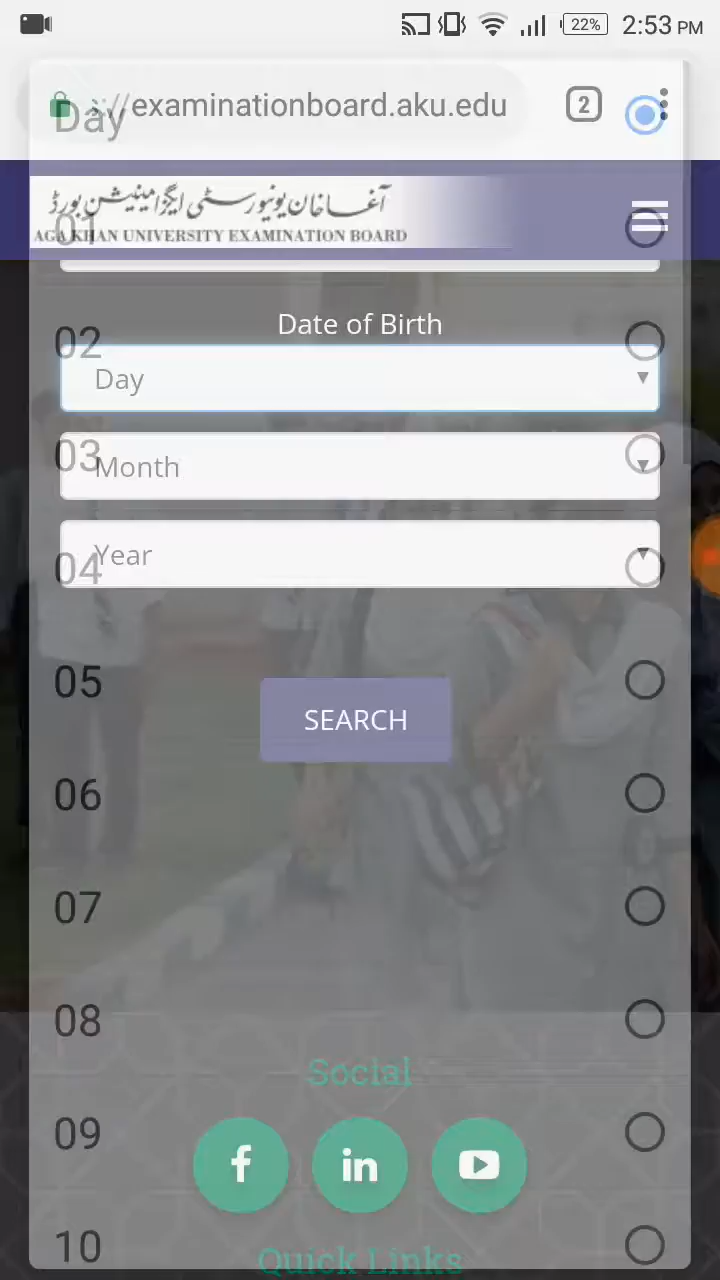 22% 2:53 PM
://examinationboard.aku.edu 2
Day
آغا خان یونیورسٹی ایگزامینیشن بورڈ
AGA KHAN UNIVERSITY EXAMINATION BOARD
01
Date of Birth
02
Day
03
Month
04
Year
05
SEARCH
06
07
08
Social
09
f in
10
Quick Links